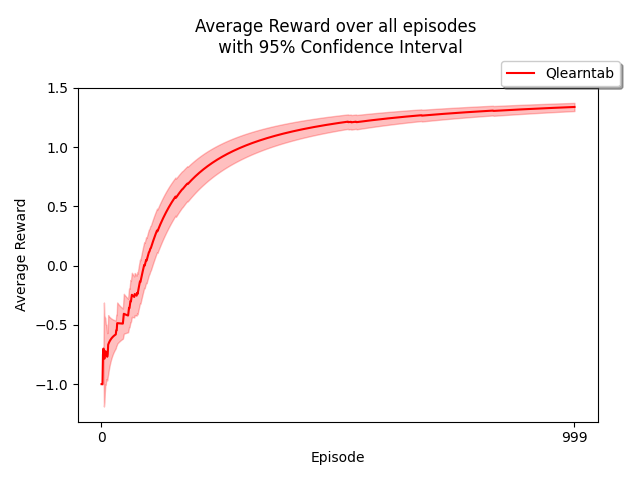 Average Reward over all episodes
with 95% Confidence Interval
Qlearntab
1.5
1.0
0.5
0.0
−0.5
−1.0
Average Reward
0
999
Episode